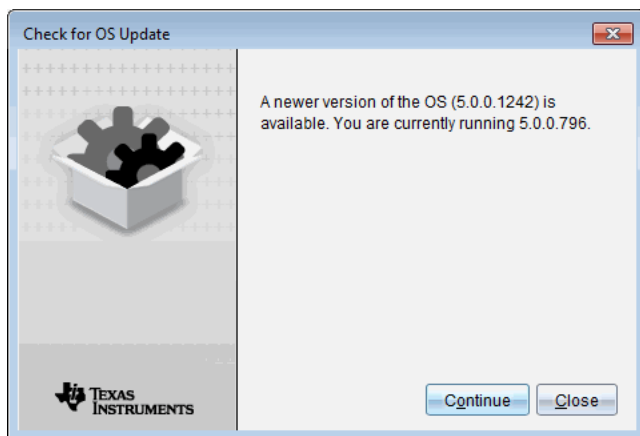 Check for OS Update
A newer version of the OS (5.0.0.1242) is
available. You are currently running 5.0.0.796.
TEXAS
INSTRUMENTS
Continue
Close